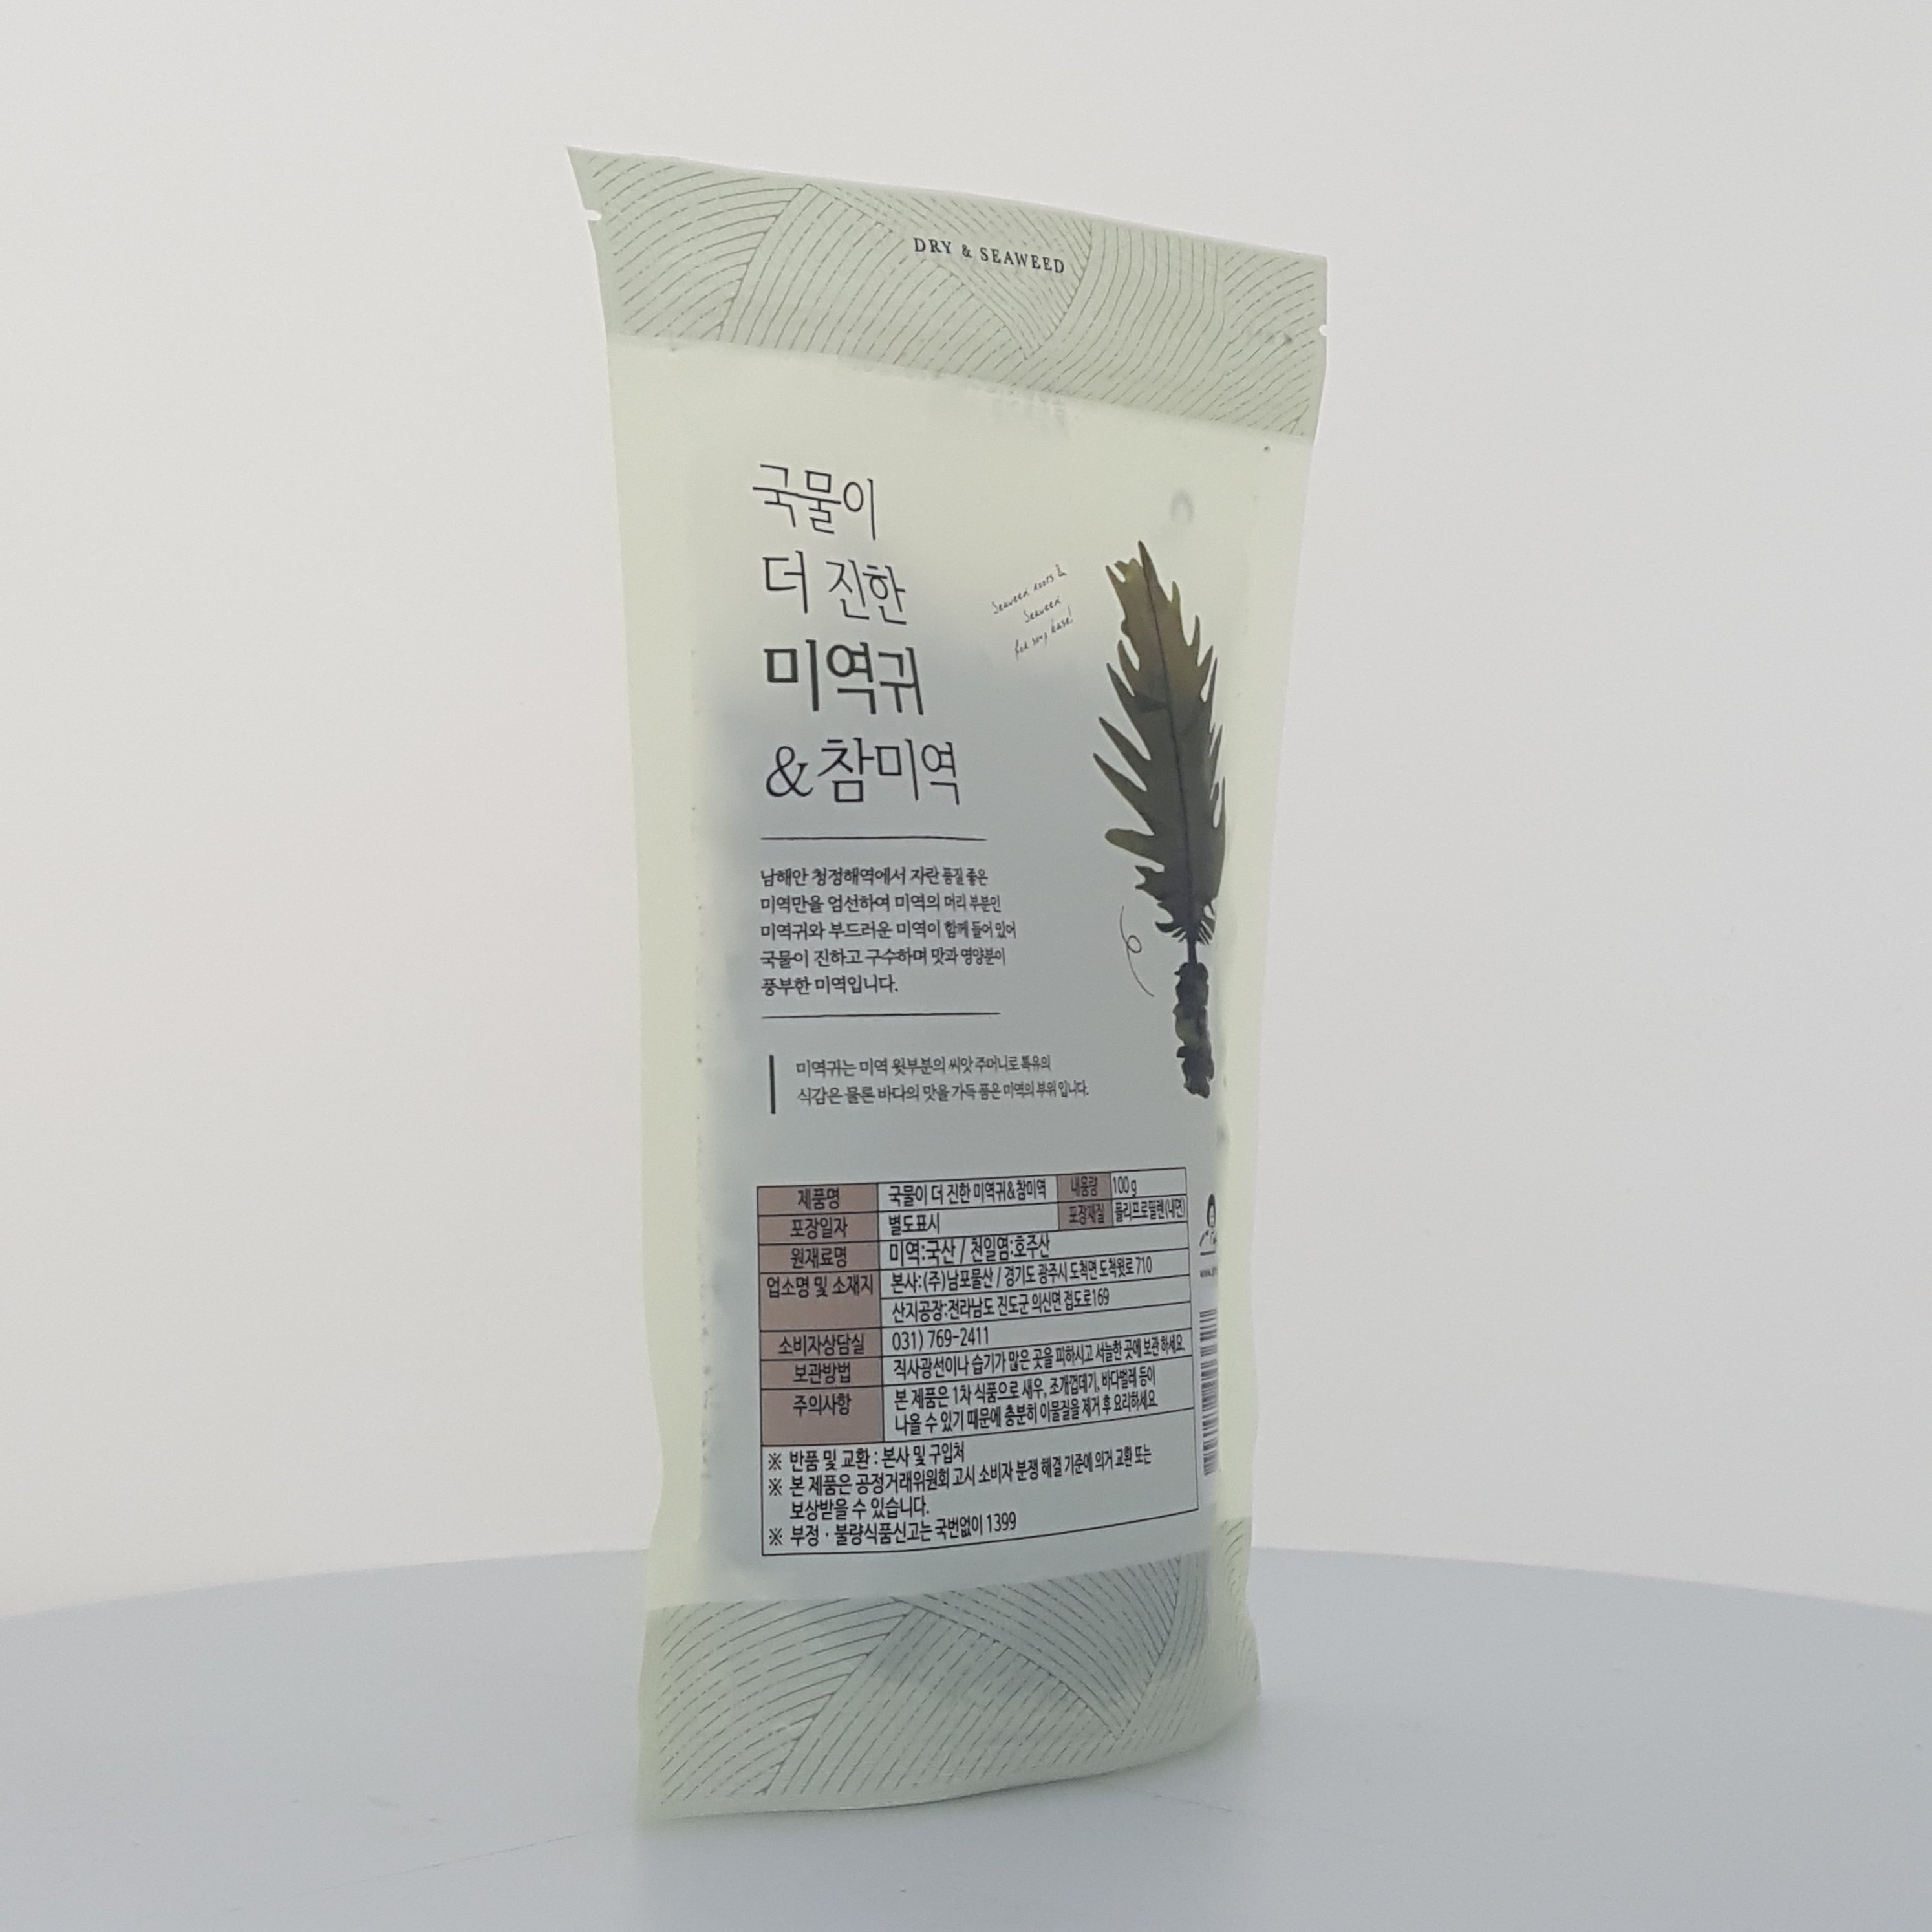 DRY & SEAWEED
국물이
더 진한
미역귀
&참미역
Seaweed roots &
Seaweed
for soup base!
남해안 청정해역에서 자란 품질 좋은
미역만을 엄선하여 미역의 머리 부분인
미역귀와 부드러운 미역이 함께 들어 있어
국물이 진하고 구수하며 맛과 영양분이
풍부한 미역입니다.
미역귀는 미역 윗부분의 씨앗 주머니로 특유의
식감은 물론 바다의 맛을 가득 품은 미역의 부위 입니다.
제품명 국물이 더 진한 미역귀&참미역 내용량 100g
포장일자 별도표시 포장재질 폴리프로필렌(내면)
원재료명 미역:국산 / 천일염:호주산
업소명 및 소재지 본사:(주)남포물산 / 경기도 광주시 도척면 도척윗로 710
산지공장:전라남도 진도군 의신면 접도로169
소비자상담실 031) 769-2411
보관방법 직사광선이나 습기가 많은 곳을 피하시고 서늘한 곳에 보관 하세요.
주의사항 본 제품은 1차 식품으로 새우, 조개껍데기, 바다벌레 등이
나올 수 있기 때문에 충분히 이물질을 제거 후 요리하세요.
※ 반품 및 교환 : 본사 및 구입처
※ 본 제품은 공정거래위원회 고시 소비자 분쟁 해결 기준에 의거 교환 또는
보상받을 수 있습니다.
※ 부정 · 불량식품신고는 국번없이 1399